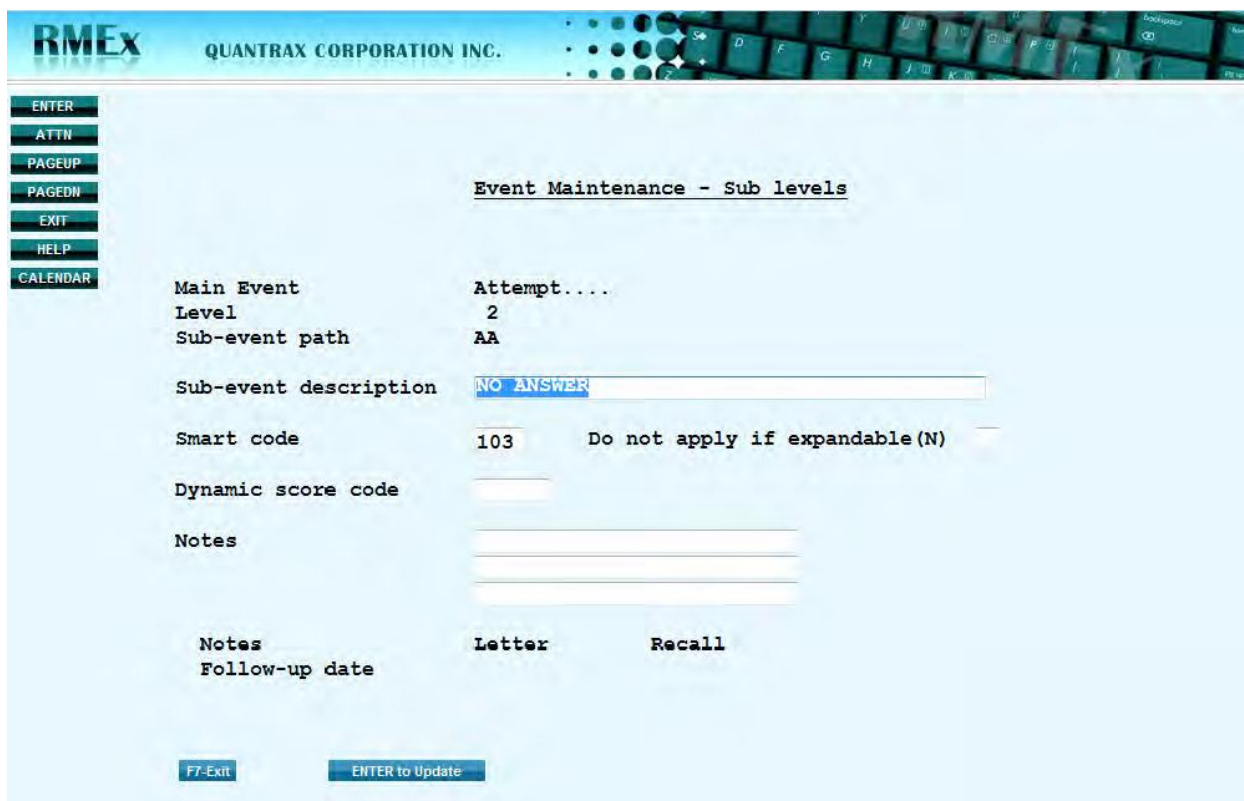 RMEx QUANTRAX CORPORATION INC.
ENTER
ATTN
PAGEUP
PAGEDN
EXIT
HELP
CALENDAR
Event Maintenance - Sub levels
Main Event Attempt....
Level 2
Sub-event path AA
Sub-event description NO ANSWER
Smart code 103 Do not apply if expandable(N)
Dynamic score code
Notes
Notes Letter Recall
Follow-up date
F7-Exit ENTER to Update